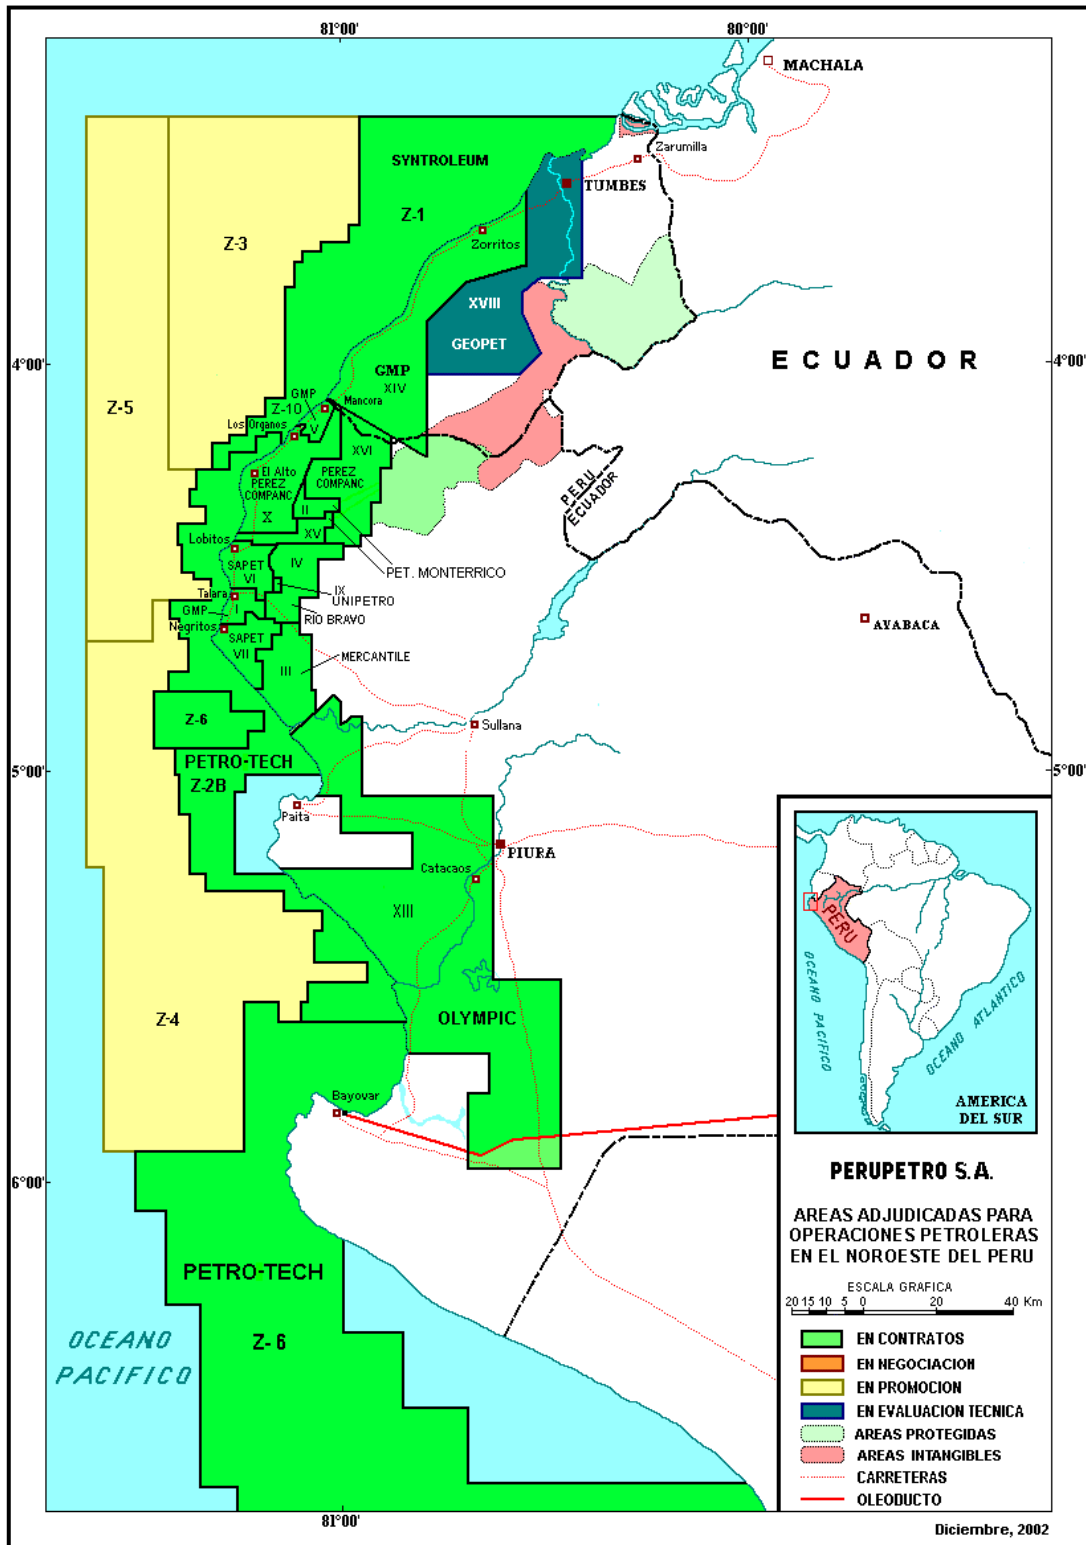 81°00'
80°00'
MACHALA
Zarumilla
SYNTROLEUM
TUMBES
Z-1
Z-3
Zorritos
Z-5
XVIII
GEOPET
4°00'
4°00'
ECUADOR
GMP
XIV
GMP
Mancora
Z-10
V
Los Organos
XVI
El Alto
PEREZ
COMPANC
PEREZ
COMPANC
X
II
PERU
ECUADOR
XV
Lobitos
PET. MONTERRICO
SAPET
VI
IV
IX
UNIPETRO
Talara
I
GMP
RIO BRAVO
Negritos
SAPET
VII
MERCANTILE
III
AYABACA
Z-6
Sullana
PETRO-TECH
Z-2B
5°00'
5°00'
Paita
PIURA
Catacaos
XIII
Z-4
OLYMPIC
Bayovar
6°00'
PETRO-TECH
Z-6
OCEANO
PACIFICO
81°00'
PERU
OCEANO PACIFICO
OCEANO ATLANTICO
AMERICA
DEL SUR
PERUPETRO S.A.
AREAS ADJUDICADAS PARA
OPERACIONES PETROLERAS
EN EL NOROESTE DEL PERU
ESCALA GRAFICA
20 15 10 5 0 20 40 Km
EN CONTRATOS
EN NEGOCIACION
EN PROMOCION
EN EVALUACION TECNICA
AREAS PROTEGIDAS
AREAS INTANGIBLES
CARRETERAS
OLEODUCTO
Diciembre, 2002